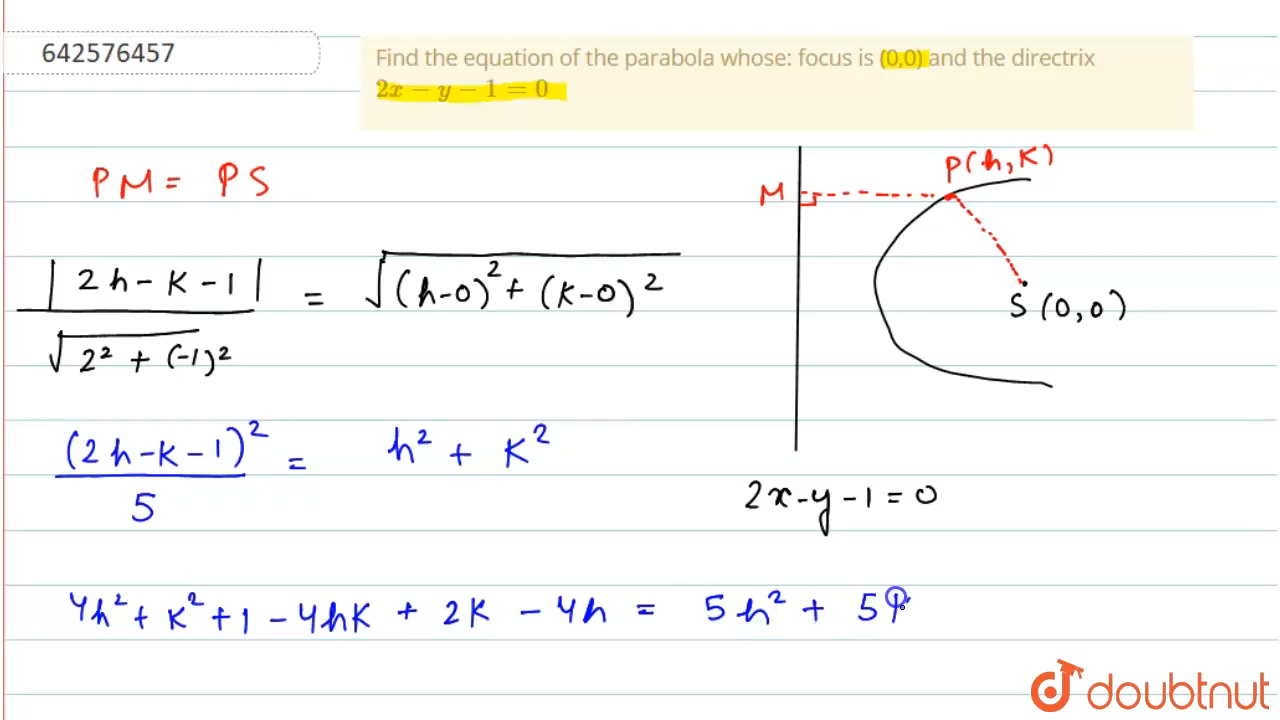 642576457
Find the equation of the parabola whose: focus is (0,0) and the directrix
2x − y − 1 = 0
PM = PS
P(h, K)
M
S (0, 0)
|2h - K - 1| / √(2² + (-1)²) = √((h-0)² + (K-0)²)
(2h - K - 1)² / 5 = h² + K²
2x - y - 1 = 0
4h² + K² + 1 - 4hK + 2K - 4h = 5h² + 5
doubtnut